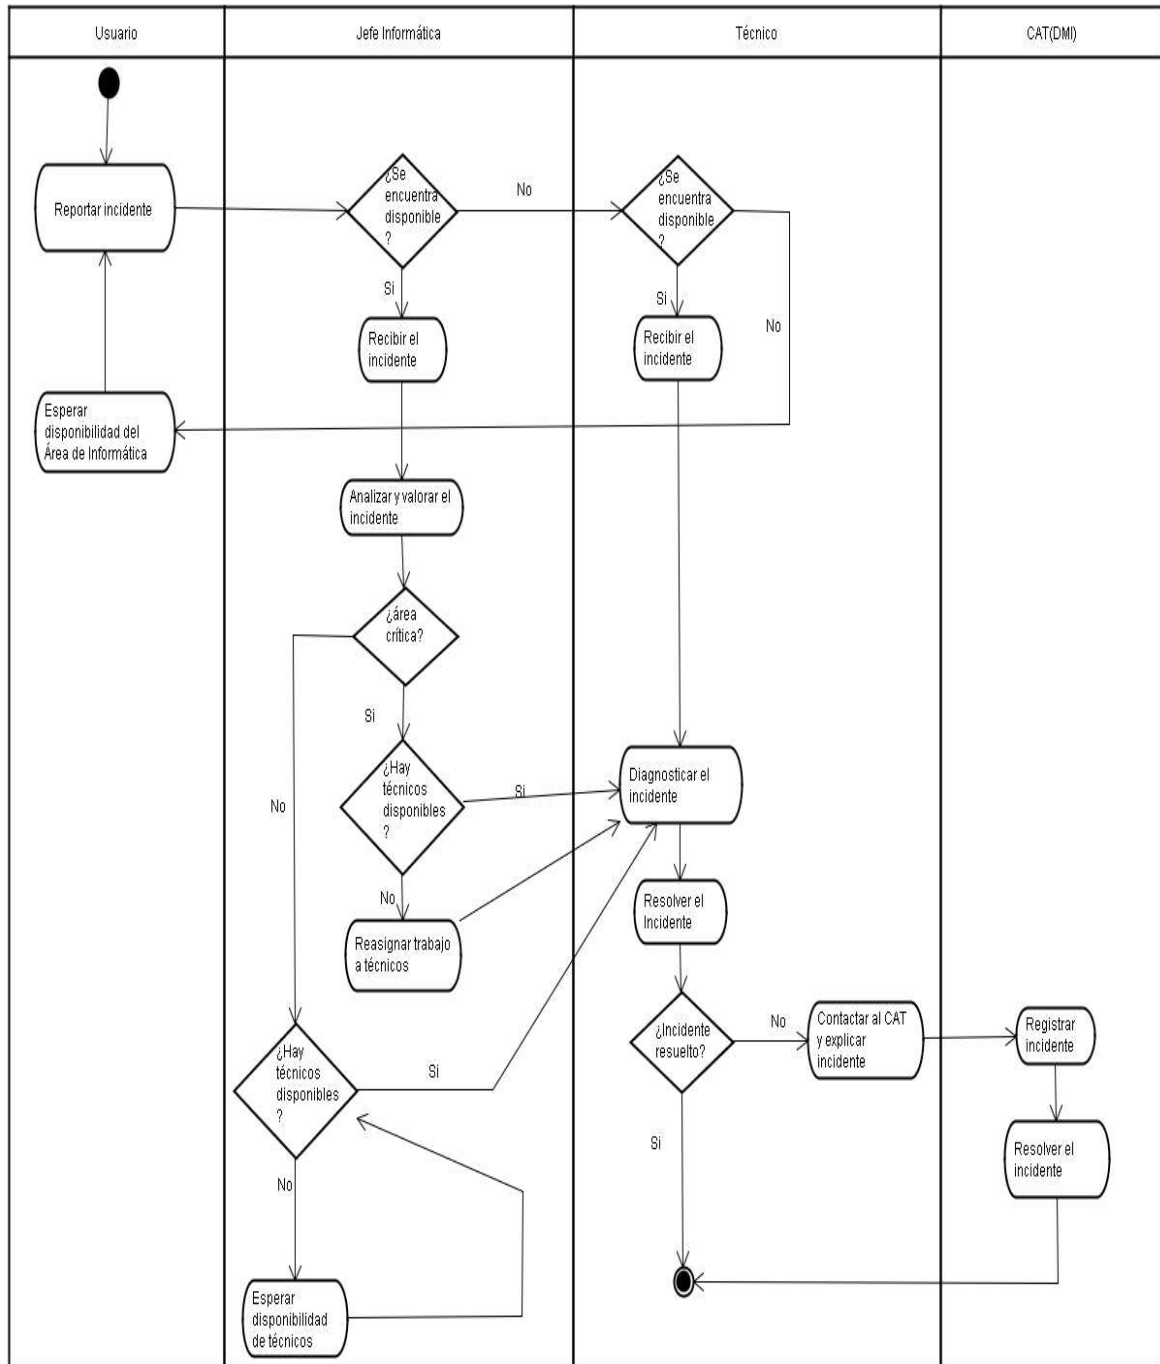 Usuario
Jefe Informática
Técnico
CAT(DMI)
Reportar incidente
¿Se
encuentra
disponible
?
No
¿Se
encuentra
disponible
?
Si
Si
No
Recibir el
incidente
Recibir el
incidente
Esperar
disponibilidad del
Área de Informática
Analizar y valorar el
incidente
¿área
crítica?
Si
No
¿Hay
técnicos
disponibles
?
Si
Diagnosticar el
incidente
No
Reasignar trabajo
a técnicos
Resolver el
Incidente
¿Incidente
resuelto?
No
Contactar al CAT
y explicar
incidente
Registrar
incidente
¿Hay
técnicos
disponibles
?
Si
Si
Resolver el
incidente
No
Esperar
disponibilidad
de técnicos